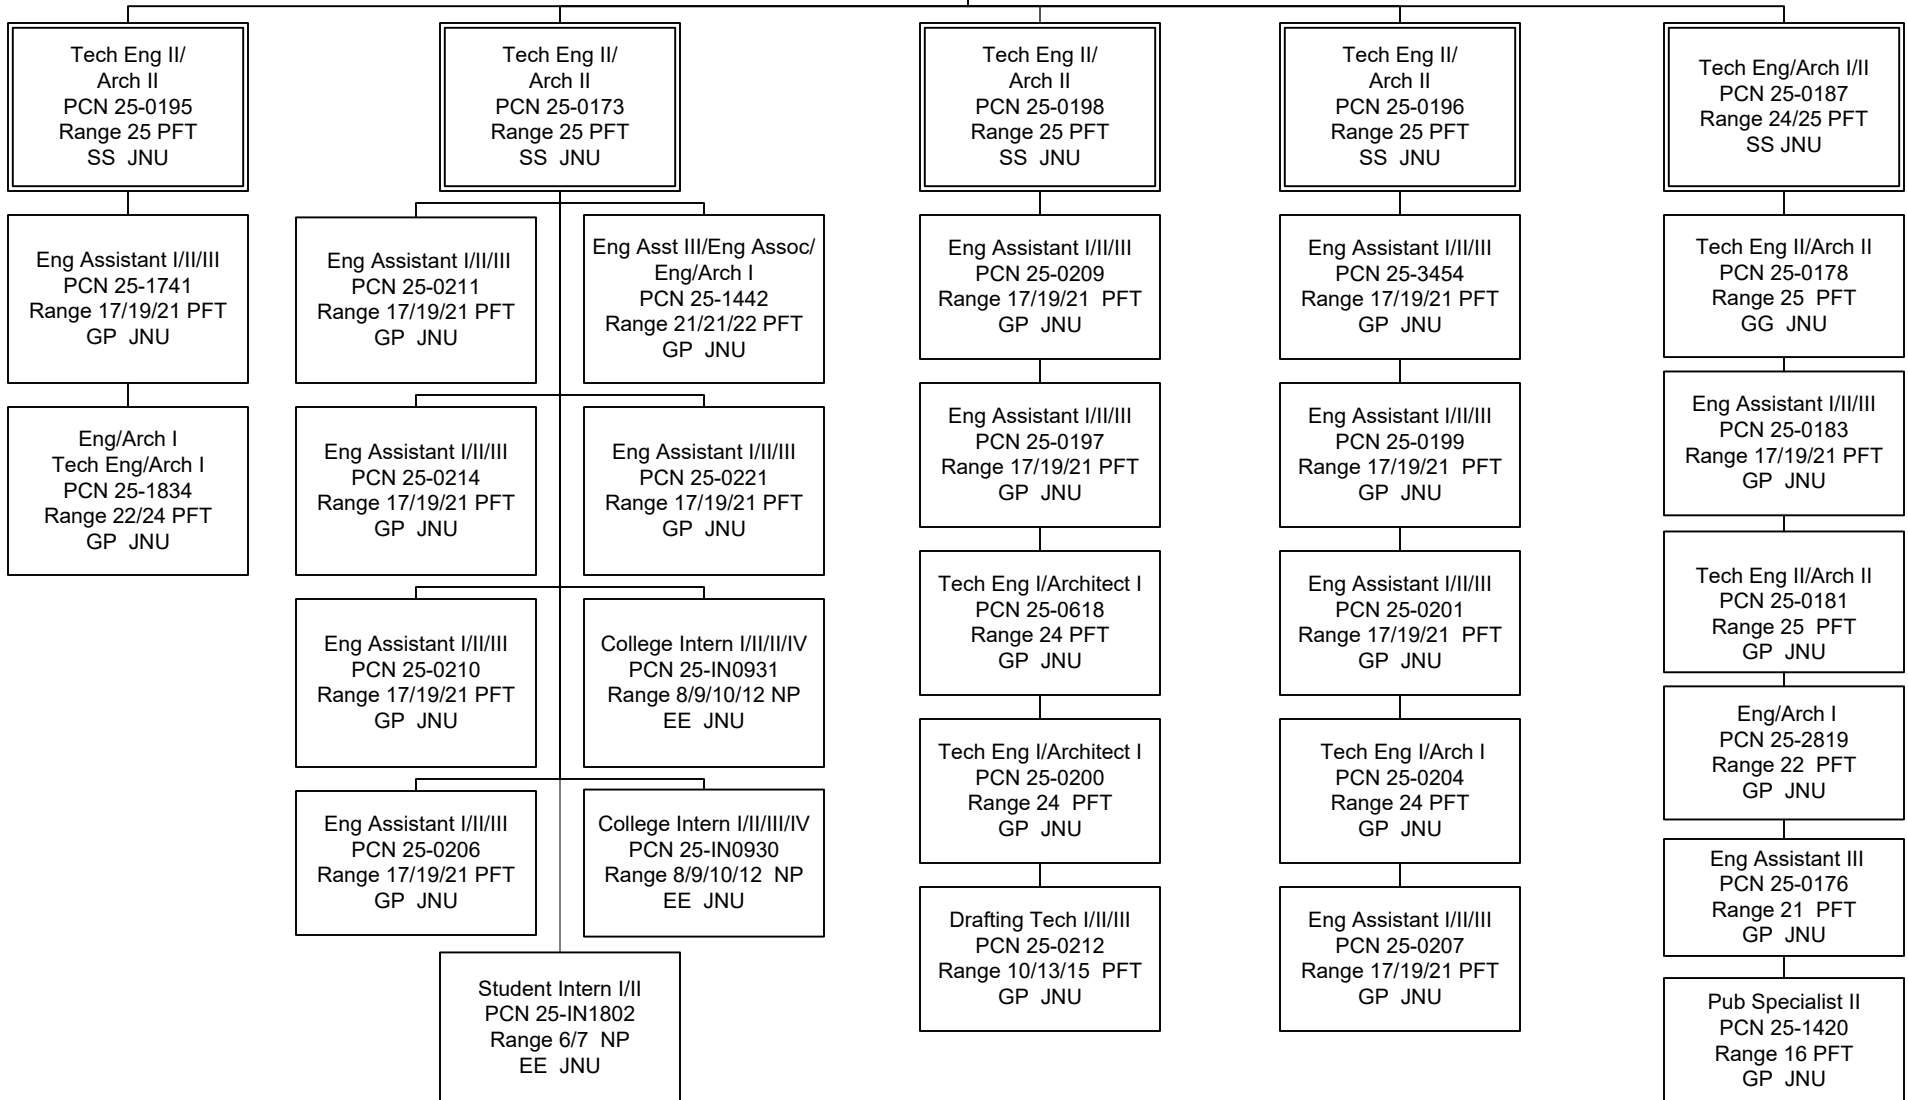 Tech Eng II/
Arch II
PCN 25-0195
Range 25 PFT
SS JNU
Eng Assistant I/II/III
PCN 25-1741
Range 17/19/21 PFT
GP JNU
Eng/Arch I
Tech Eng/Arch I
PCN 25-1834
Range 22/24 PFT
GP JNU
Tech Eng II/
Arch II
PCN 25-0173
Range 25 PFT
SS JNU
Eng Assistant I/II/III
PCN 25-0211
Range 17/19/21 PFT
GP JNU
Eng Asst III/Eng Assoc/
Eng/Arch I
PCN 25-1442
Range 21/21/22 PFT
GP JNU
Eng Assistant I/II/III
PCN 25-0214
Range 17/19/21 PFT
GP JNU
Eng Assistant I/II/III
PCN 25-0221
Range 17/19/21 PFT
GP JNU
Eng Assistant I/II/III
PCN 25-0210
Range 17/19/21 PFT
GP JNU
College Intern I/II/II/IV
PCN 25-IN0931
Range 8/9/10/12 NP
EE JNU
Eng Assistant I/II/III
PCN 25-0206
Range 17/19/21 PFT
GP JNU
College Intern I/II/III/IV
PCN 25-IN0930
Range 8/9/10/12 NP
EE JNU
Student Intern I/II
PCN 25-IN1802
Range 6/7 NP
EE JNU
Tech Eng II/
Arch II
PCN 25-0198
Range 25 PFT
SS JNU
Eng Assistant I/II/III
PCN 25-0209
Range 17/19/21 PFT
GP JNU
Eng Assistant I/II/III
PCN 25-0197
Range 17/19/21 PFT
GP JNU
Tech Eng I/Architect I
PCN 25-0618
Range 24 PFT
GP JNU
Tech Eng I/Architect I
PCN 25-0200
Range 24 PFT
GP JNU
Drafting Tech I/II/III
PCN 25-0212
Range 10/13/15 PFT
GP JNU
Tech Eng II/
Arch II
PCN 25-0196
Range 25 PFT
SS JNU
Eng Assistant I/II/III
PCN 25-3454
Range 17/19/21 PFT
GP JNU
Eng Assistant I/II/III
PCN 25-0199
Range 17/19/21 PFT
GP JNU
Eng Assistant I/II/III
PCN 25-0201
Range 17/19/21 PFT
GP JNU
Tech Eng I/Arch I
PCN 25-0204
Range 24 PFT
GP JNU
Eng Assistant I/II/III
PCN 25-0207
Range 17/19/21 PFT
GP JNU
Tech Eng/Arch I/II
PCN 25-0187
Range 24/25 PFT
SS JNU
Tech Eng II/Arch II
PCN 25-0178
Range 25 PFT
GG JNU
Eng Assistant I/II/III
PCN 25-0183
Range 17/19/21 PFT
GP JNU
Tech Eng II/Arch II
PCN 25-0181
Range 25 PFT
GP JNU
Eng/Arch I
PCN 25-2819
Range 22 PFT
GP JNU
Eng Assistant III
PCN 25-0176
Range 21 PFT
GP JNU
Pub Specialist II
PCN 25-1420
Range 16 PFT
GP JNU